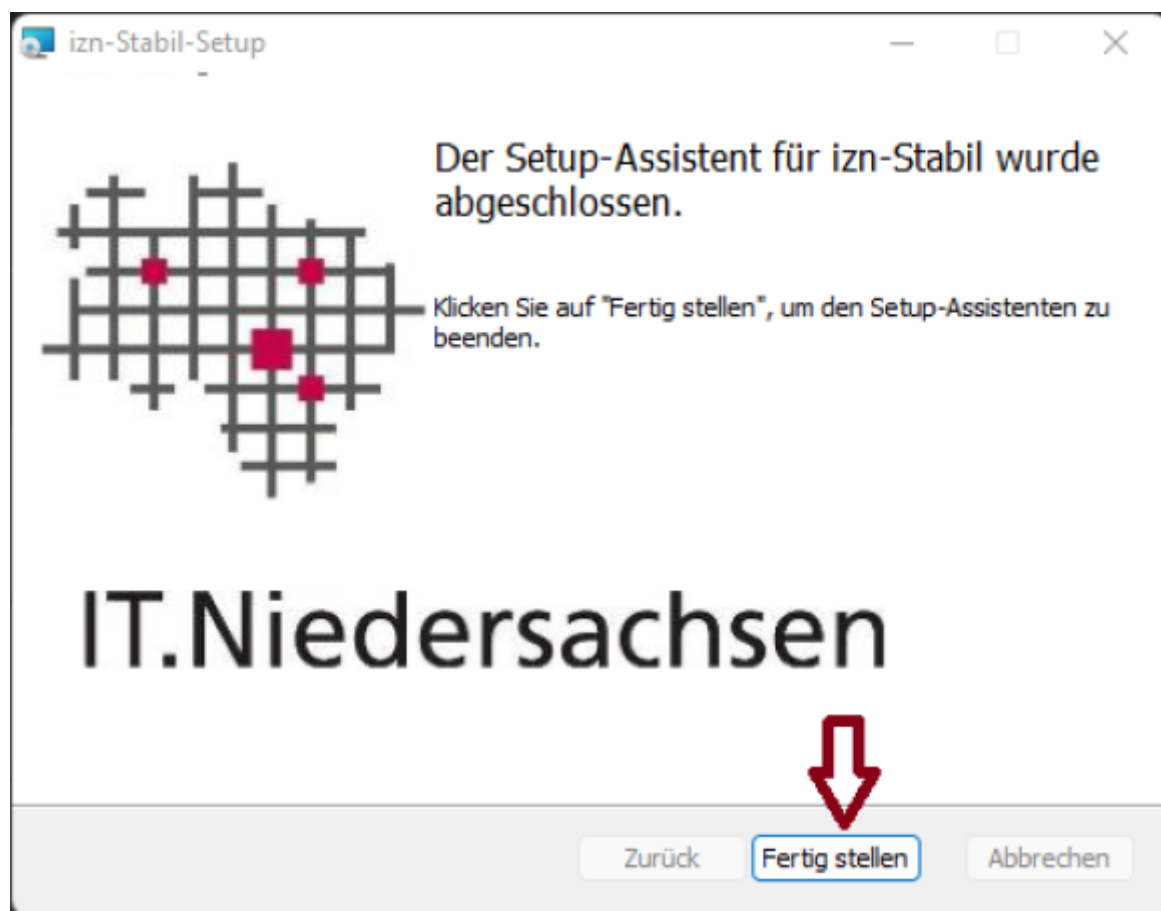 izn-Stabil-Setup
Der Setup-Assistent für izn-Stabil wurde
abgeschlossen.
Klicken Sie auf "Fertig stellen", um den Setup-Assistenten zu
beenden.
IT.Niedersachsen
Zurück Fertig stellen Abbrechen